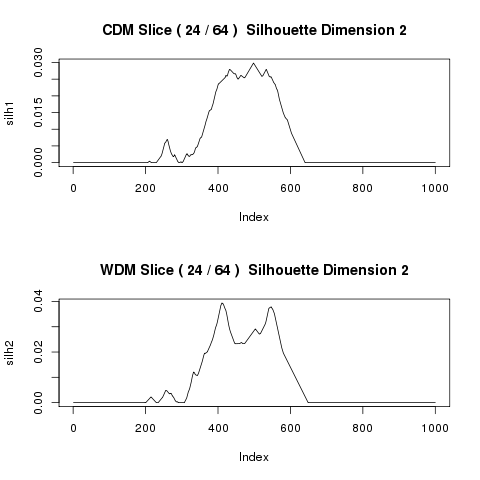 CDM Slice ( 24 / 64 )  Silhouette Dimension 2
silh1
0.030
0.015
0.000
0 200 400 600 800 1000
Index
WDM Slice ( 24 / 64 )  Silhouette Dimension 2
silh2
0.04
0.02
0.00
0 200 400 600 800 1000
Index